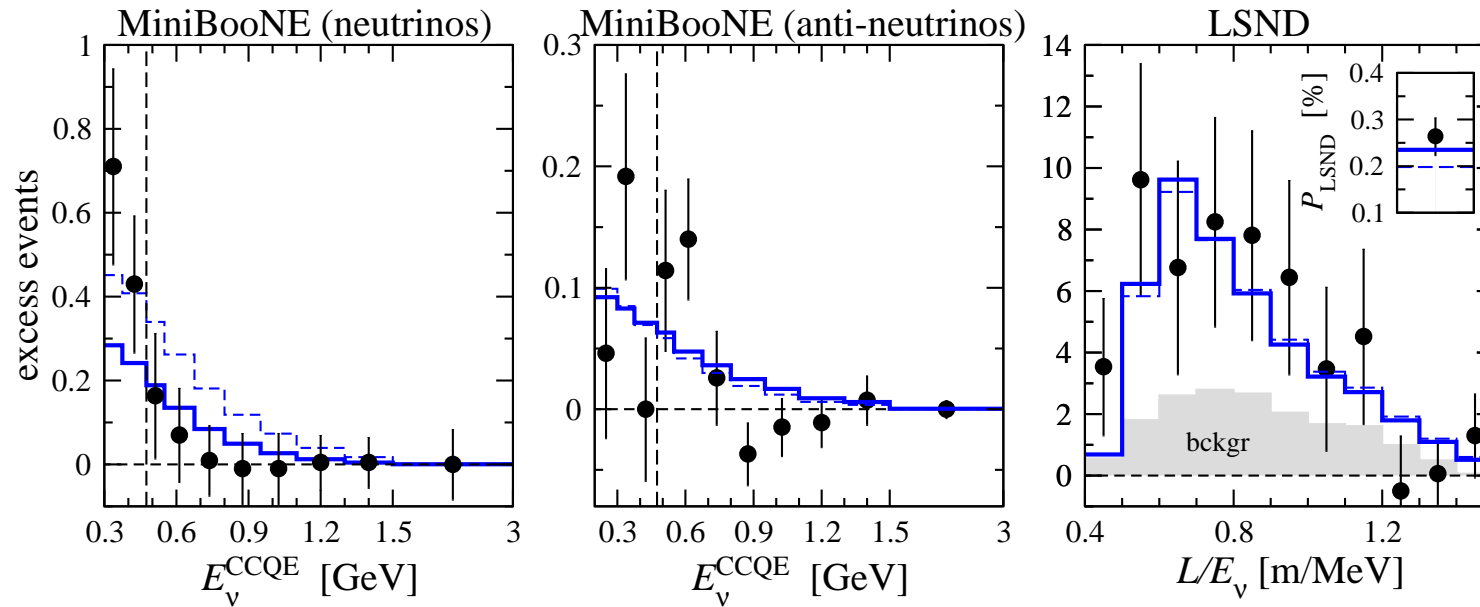 MiniBooNE (neutrinos)
MiniBooNE (anti-neutrinos)
LSND
excess events
1
0.8
0.6
0.4
0.2
0
0.3 0.6 0.9 1.2 1.5 3
E_ν^CCQE [GeV]
0.3
0.2
0.1
0
0.3 0.6 0.9 1.2 1.5 3
E_ν^CCQE [GeV]
14
12
10
8
6
4
2
0
bckgr
P_LSND [%]
0.4
0.3
0.2
0.1
0.4 0.8 1.2
L/E_ν [m/MeV]